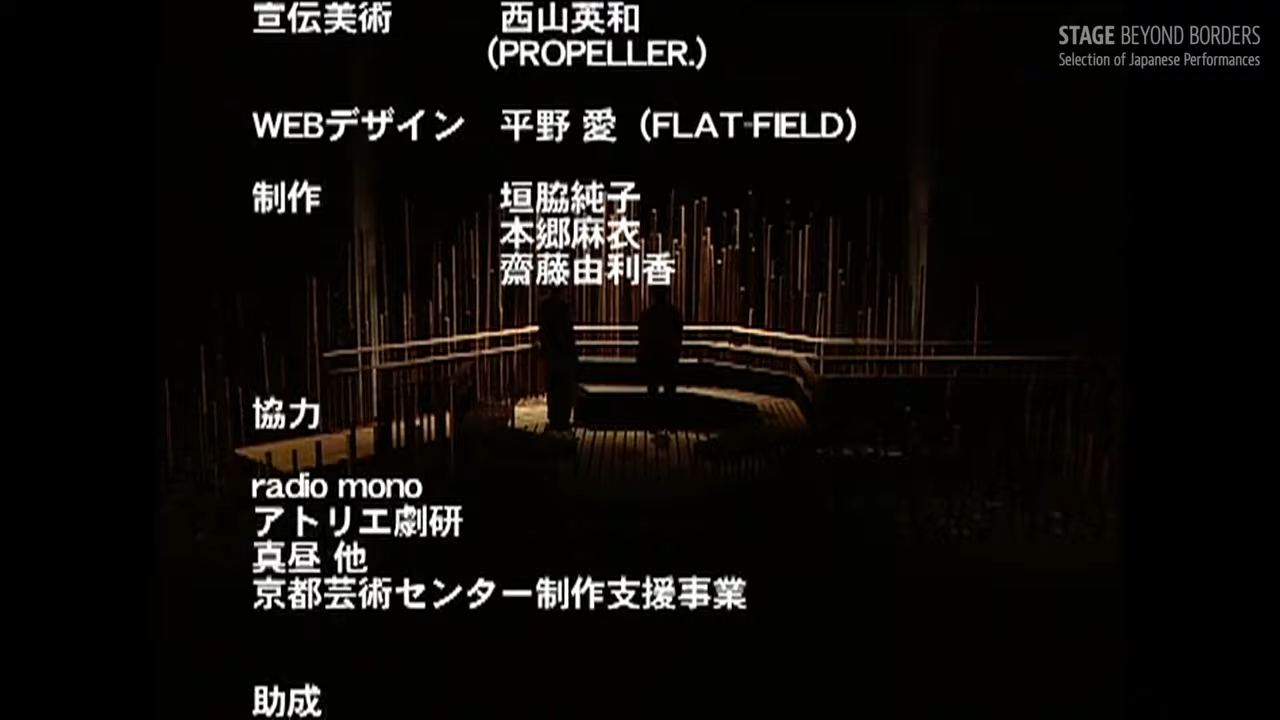 宣伝美術 西山英和
(PROPELLER.)
STAGE BEYOND BORDERS
Selection of Japanese Performances
WEBデザイン 平野 愛 (FLAT-FIELD)
制作 垣脇純子
本郷麻衣
齋藤由利香
協力
radio mono
アトリエ劇研
真昼 他
京都芸術センター制作支援事業
助成